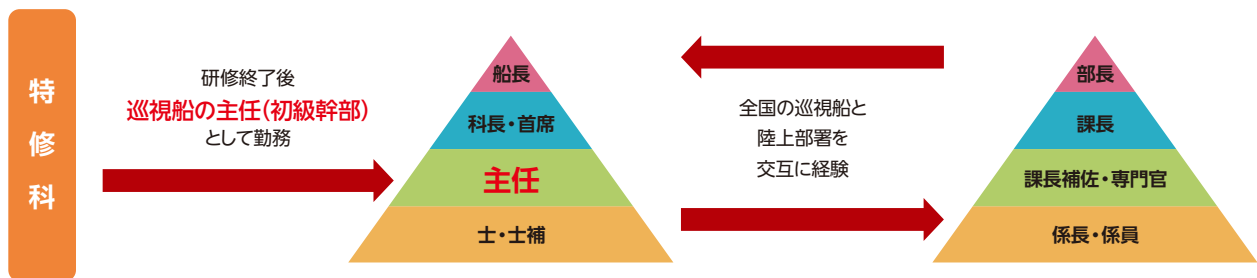 特修科
研修終了後
巡視船の主任(初級幹部)
として勤務
船長
科長・首席
主任
士・士補
全国の巡視船と
陸上部署を
交互に経験
部長
課長
課長補佐・専門官
係長・係員